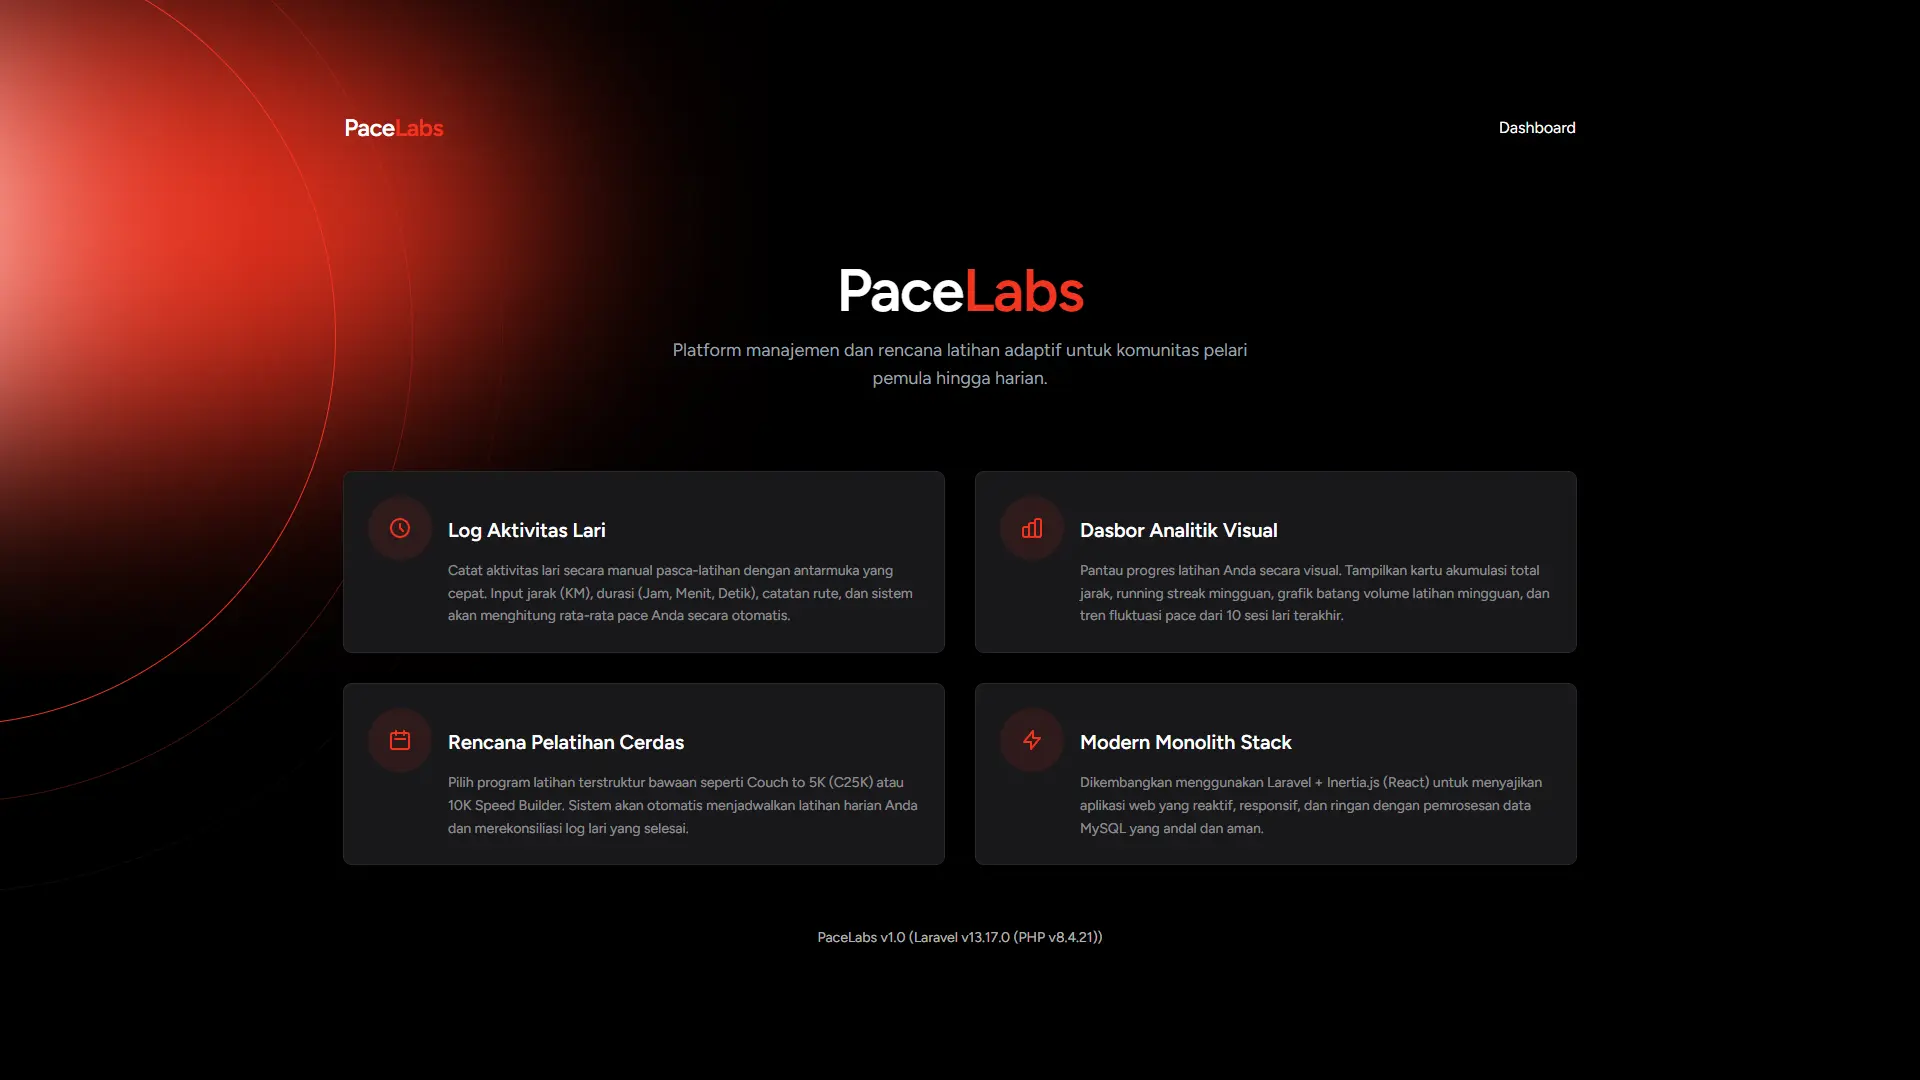 PaceLabs
Dashboard
PaceLabs
Platform manajemen dan rencana latihan adaptif untuk komunitas pelari
pemula hingga harian.
Log Aktivitas Lari
Catat aktivitas lari secara manual pasca-latihan dengan antarmuka yang
cepat. Input jarak (KM), durasi (Jam, Menit, Detik), catatan rute, dan sistem
akan menghitung rata-rata pace Anda secara otomatis.
Dasbor Analitik Visual
Pantau progres latihan Anda secara visual. Tampilkan kartu akumulasi total
jarak, running streak mingguan, grafik batang volume latihan mingguan, dan
tren fluktuasi pace dari 10 sesi lari terakhir.
Rencana Pelatihan Cerdas
Pilih program latihan terstruktur bawaan seperti Couch to 5K (C25K) atau
10K Speed Builder. Sistem akan otomatis menjadwalkan latihan harian Anda
dan merekonsiliasi log lari yang selesai.
Modern Monolith Stack
Dikembangkan menggunakan Laravel + Inertia.js (React) untuk menyajikan
aplikasi web yang reaktif, responsif, dan ringan dengan pemrosesan data
MySQL yang andal dan aman.
PaceLabs v1.0 (Laravel v13.17.0 (PHP v8.4.21))